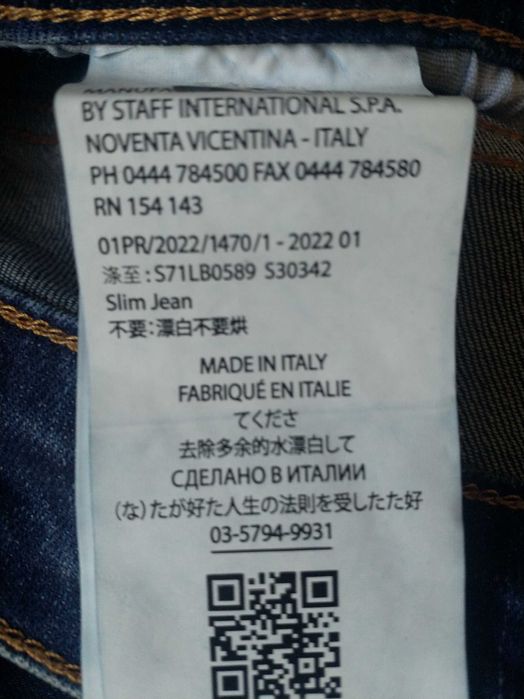 MANUFA
BY STAFF INTERNATIONAL S.P.A.
NOVENTA VICENTINA - ITALY
PH 0444 784500 FAX 0444 784580
RN 154 143
01PR/2022/1470/1 - 2022 01
涤至 : S71LB0589 S30342
Slim Jean
不要：漂白不要烘
MADE IN ITALY
FABRIQUÉ EN ITALIE
てくださ
去除多余的水漂白して
СДЕЛАНО В ИТАЛИИ
（な）たが好た人生の法則を受したた好
03-5794-9931